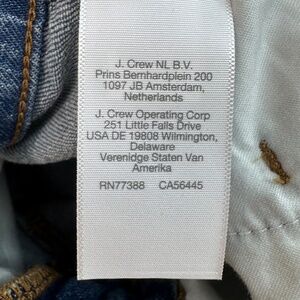 J. Crew NL B.V.
Prins Bernhardplein 200
1097 JB Amsterdam,
Netherlands
J. Crew Operating Corp
251 Little Falls Drive
USA DE 19808 Wilmington,
Delaware
Verenidge Staten Van
Amerika
RN77388 CA56445